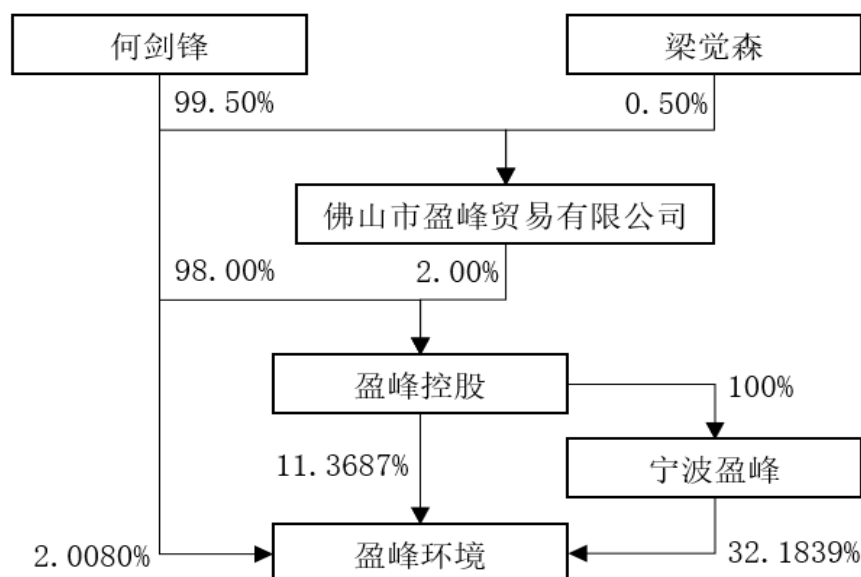 何剑锋
梁觉森
99.50%
0.50%
佛山市盈峰贸易有限公司
98.00%
2.00%
盈峰控股
100%
11.3687%
宁波盈峰
2.0080%
盈峰环境
32.1839%